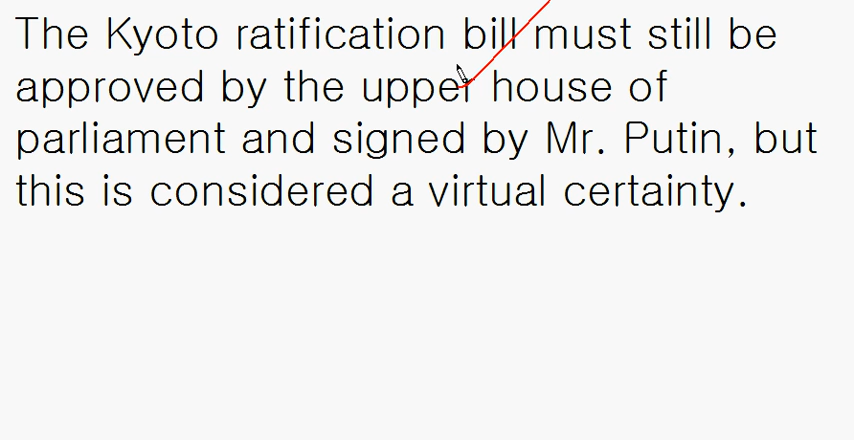 The Kyoto ratification bill must still be
approved by the upper house of
parliament and signed by Mr. Putin, but
this is considered a virtual certainty.